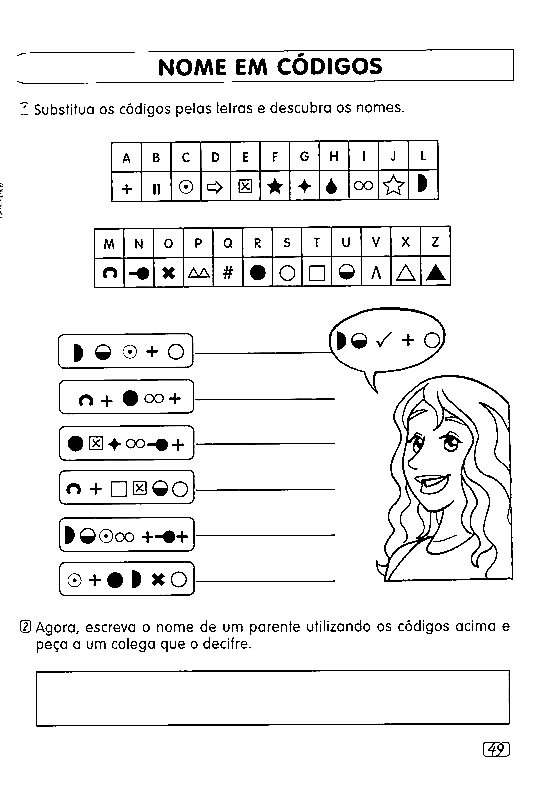 NOME EM CÓDIGOS
1 Substitua os códigos pelas letras e descubra os nomes.
A B C D E F G H I J L
M N O P Q R S T U V X Z
2 Agora, escreva o nome de um parente utilizando os códigos acima e
peça a um colega que o decifre.
49